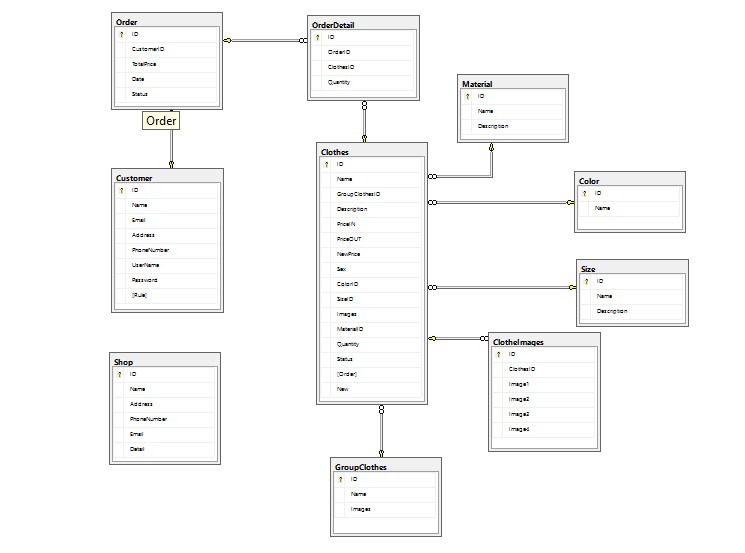 Order
ID
CustomerID
TotalPrice
Date
Status
Order
OrderDetail
ID
OrderID
ClothesID
Quantity
Material
ID
Name
Description
Customer
ID
Name
Email
Address
PhoneNumber
UserName
Password
[Rule]
Clothes
ID
Name
GroupClothesID
Description
PriceIN
PriceOUT
NewPrice
Sex
ColorID
SizeID
Images
MaterialID
Quantity
Status
[Order]
New
Color
ID
Name
Size
ID
Name
Description
ClotheImages
ID
ClothesID
Image1
Image2
Image3
Image4
Shop
ID
Name
Address
PhoneNumber
Email
Detail
GroupClothes
ID
Name
Images